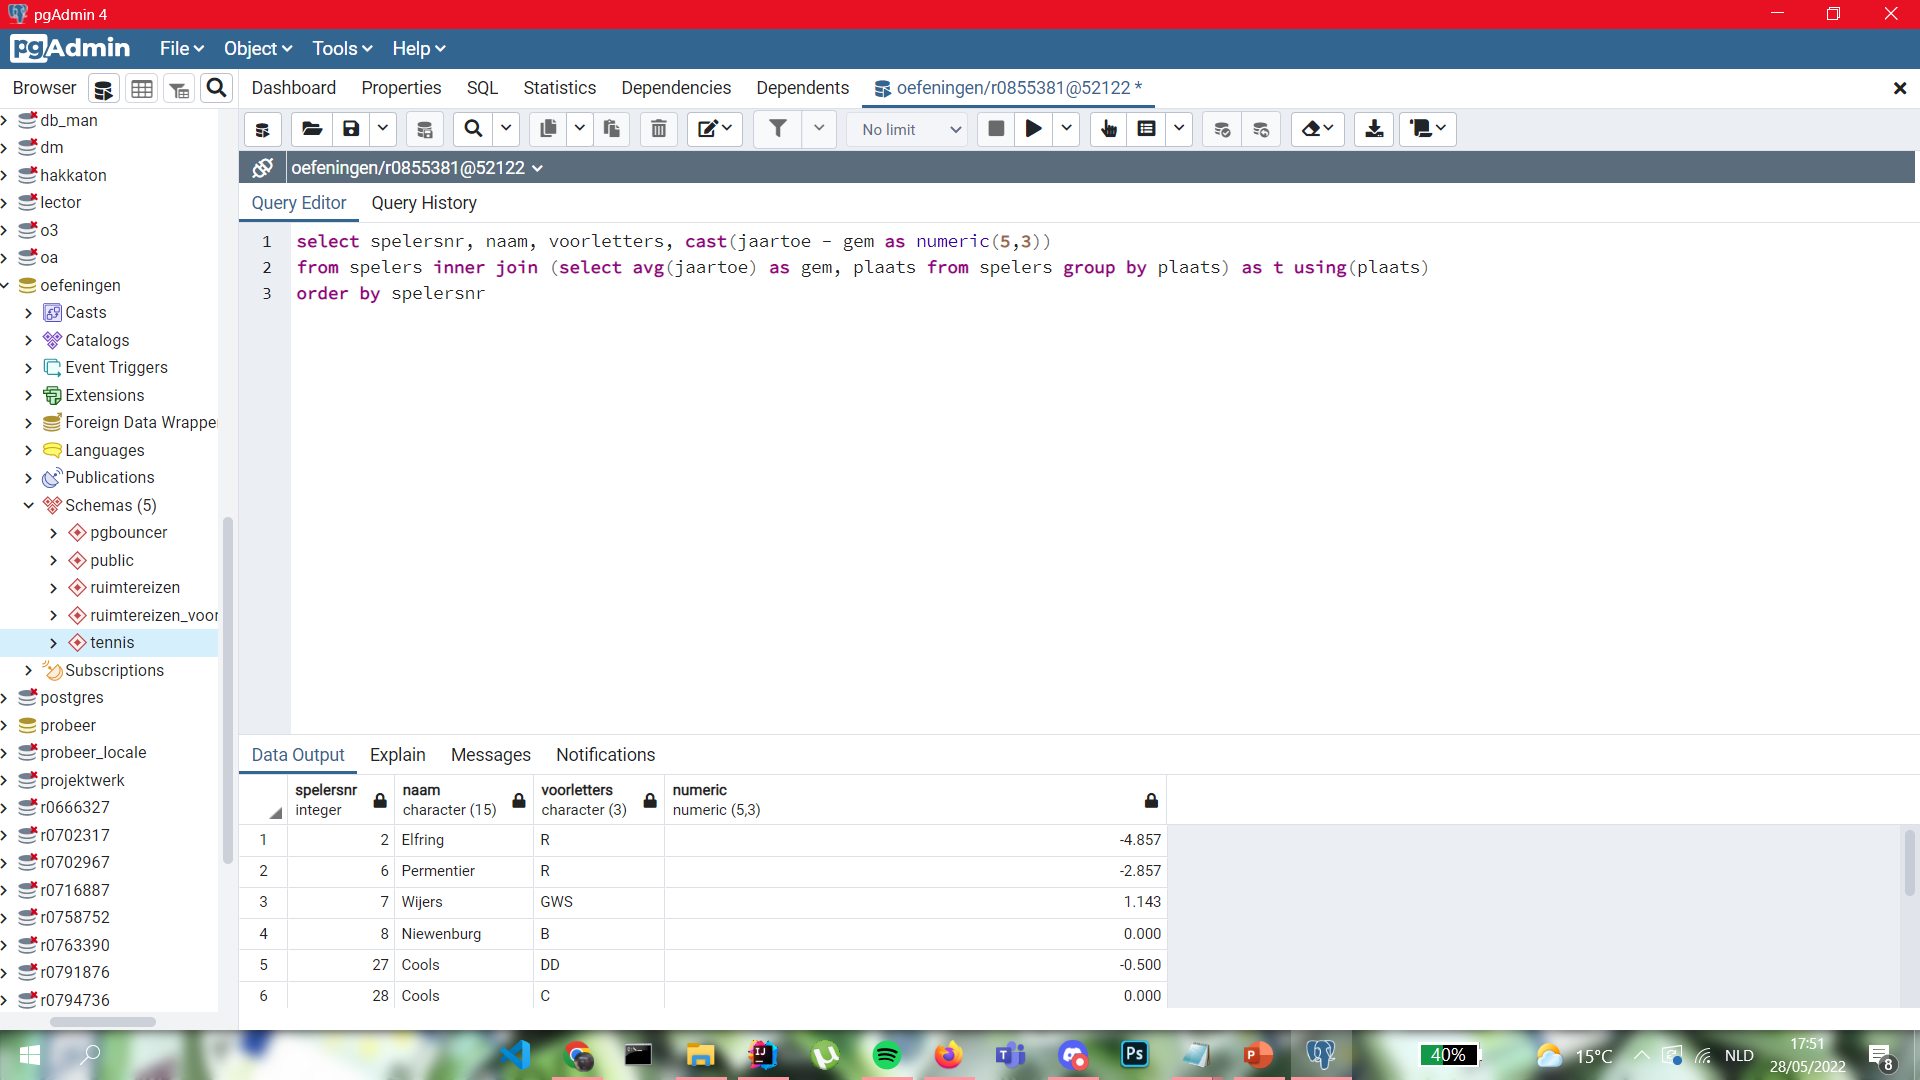 pgAdmin 4
pgAdmin File Object Tools Help
Browser Dashboard Properties SQL Statistics Dependencies Dependents oefeningen/r0855381@52122 *
No limit
oefeningen/r0855381@52122
Query Editor Query History
1 select spelersnr, naam, voorletters, cast(jaartoe - gem as numeric(5,3))
2 from spelers inner join (select avg(jaartoe) as gem, plaats from spelers group by plaats) as t using(plaats)
3 order by spelersnr
db_man
dm
hakkaton
lector
o3
oa
oefeningen
Casts
Catalogs
Event Triggers
Extensions
Foreign Data Wrappe
Languages
Publications
Schemas (5)
pgbouncer
public
ruimtereizen
ruimtereizen_voor
tennis
Subscriptions
postgres
probeer
probeer_locale
projektwerk
r0666327
r0702317
r0702967
r0716887
r0758752
r0763390
r0791876
r0794736
Data Output Explain Messages Notifications
spelersnr naam voorletters numeric
integer character (15) character (3) numeric (5,3)
1 2 Elfring R -4.857
2 6 Permentier R -2.857
3 7 Wijers GWS 1.143
4 8 Niewenburg B 0.000
5 27 Cools DD -0.500
6 28 Cools C 0.000
IJ Ps P 40% 15°C NLD 17:51
28/05/2022 8